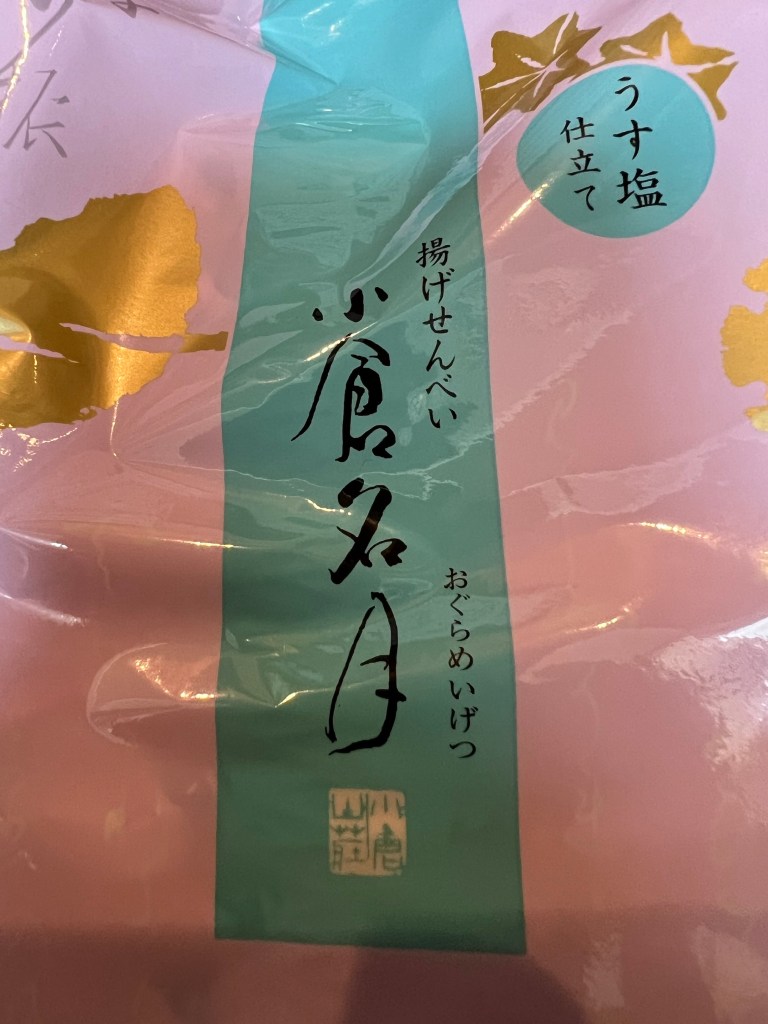 うす塩
仕立て
揚げせんべい
小倉名月
おぐらめいげつ
小倉
山荘